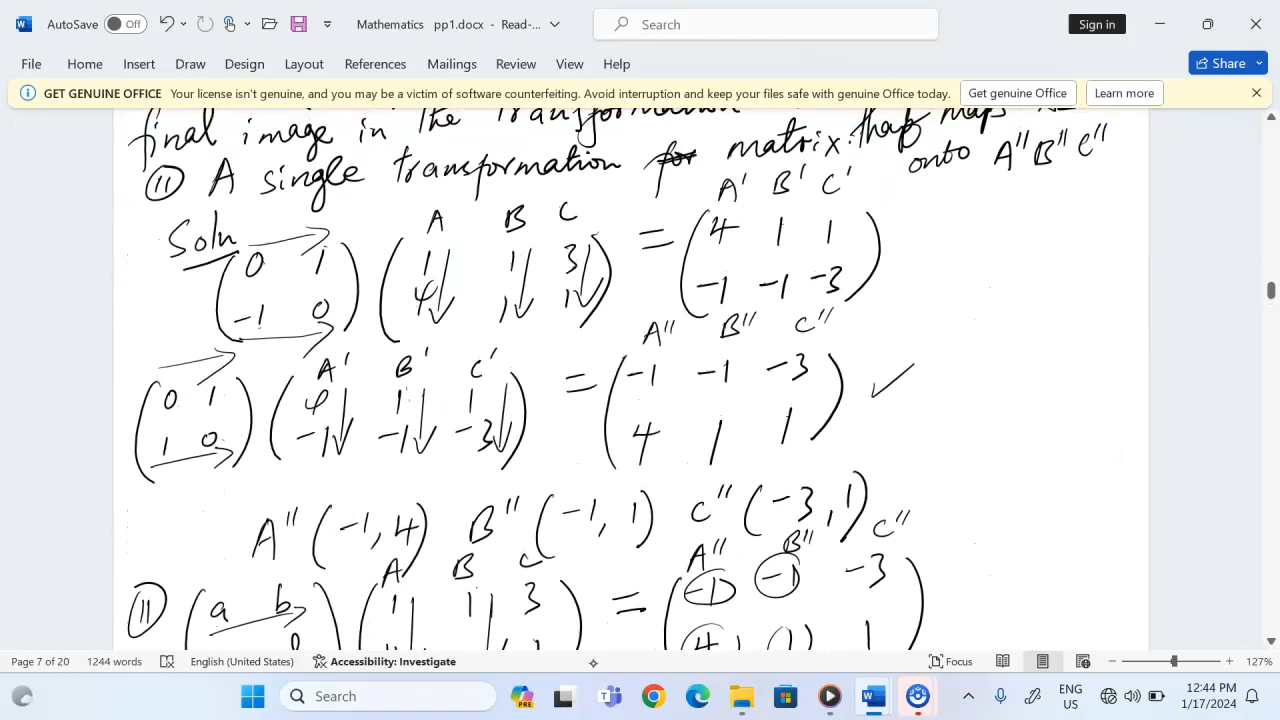 AutoSave Off Mathematics pp1.docx - Read-... Search Sign in
File Home Insert Draw Design Layout References Mailings Review View Help Share
GET GENUINE OFFICE Your license isn't genuine, and you may be a victim of software counterfeiting. Avoid interruption and keep your files safe with genuine Office today. Get genuine Office Learn more
final image in the transformation
(ii) A single transformation for matrix that maps
onto A'' B'' C''
Soln
A B C A' B' C'
( 0 1 ) ( 1 1 3 ) = ( 4 1 1 )
( -1 0 ) ( 4 1 1 ) ( -1 -1 -3 )
A' B' C' A'' B'' C''
( 0 1 ) ( 4 1 1 ) = ( -1 -1 -3 ) ✓
( 1 0 ) ( -1 -1 -3 ) ( 4 1 1 )
A'' (-1, 4) B'' (-1, 1) C'' (-3, 1)
A B C A'' B'' C''
(ii) ( a b ) ( 1 1 3 ) = ( -1 -1 -3 )
4 1 1
Page 7 of 20 1244 words English (United States) Accessibility: Investigate Focus 127%
Search PRE ENG US 12:44 PM 1/17/2024